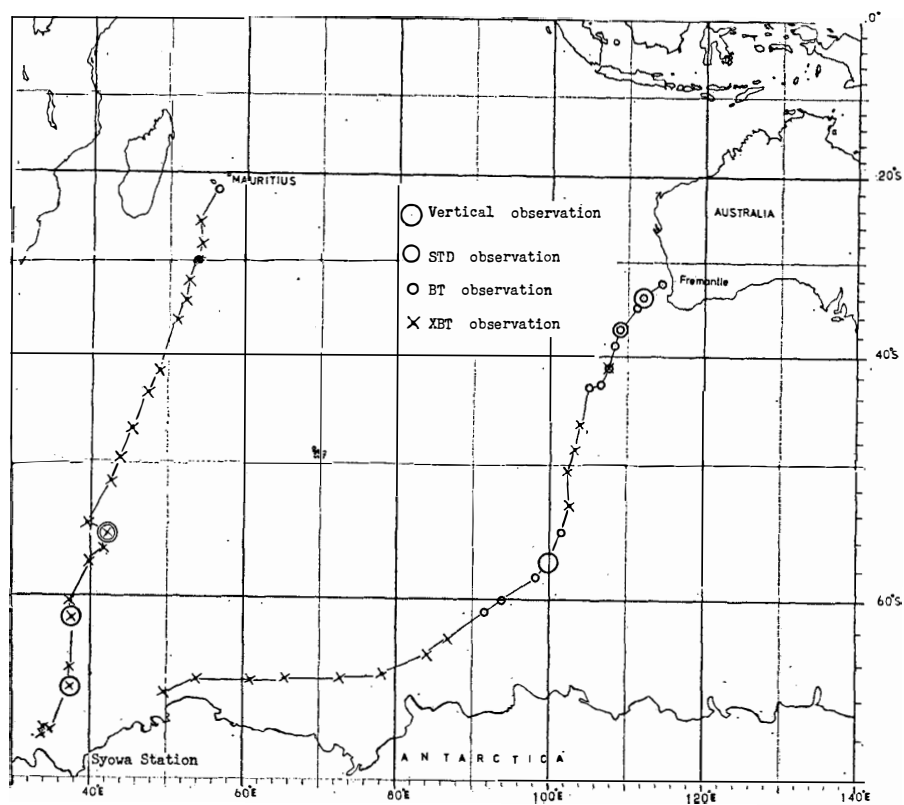 0°
MAURITIUS
20°S
Vertical observation
AUSTRALIA
STD observation
Fremantle
BT observation
XBT observation
40°S
60°S
Syowa Station
ANTARCTICA
40°E 60°E 80°E 100°E 120°E 140°E